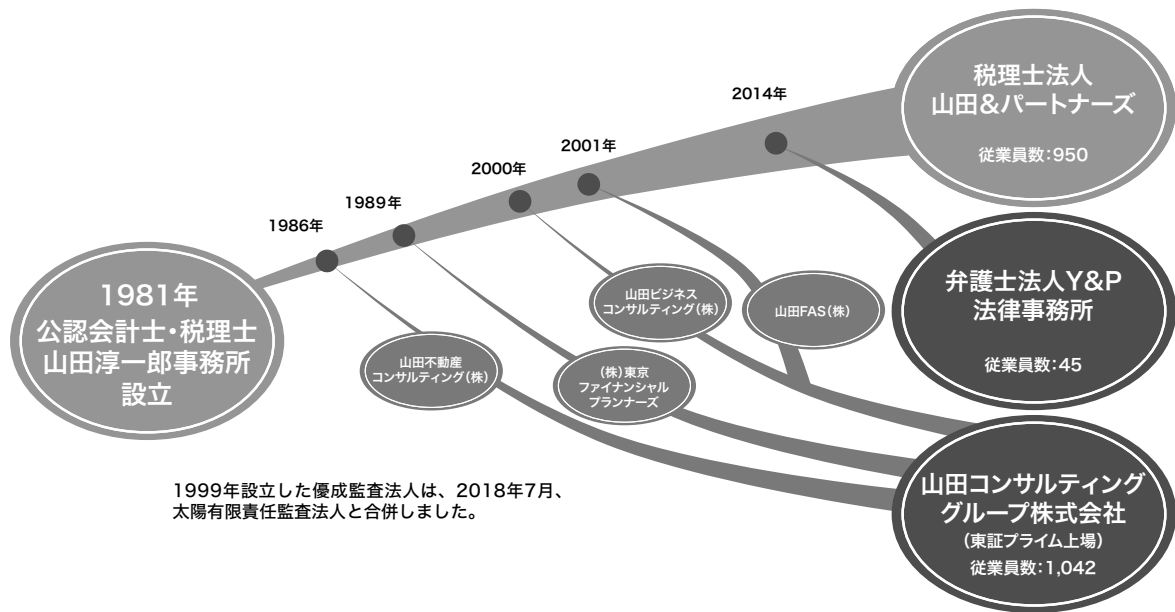 1981年
公認会計士・税理士
山田淳一郎事務所
設立
1986年
1989年
2000年
2001年
2014年
山田不動産
コンサルティング(株)
(株)東京
ファイナンシャル
プランナーズ
山田ビジネス
コンサルティング(株)
山田FAS(株)
税理士法人
山田&パートナーズ
従業員数:950
弁護士法人Y&P
法律事務所
従業員数:45
山田コンサルティング
グループ株式会社
(東証プライム上場)
従業員数:1,042
1999年設立した優成監査法人は、2018年7月、
太陽有限責任監査法人と合併しました。